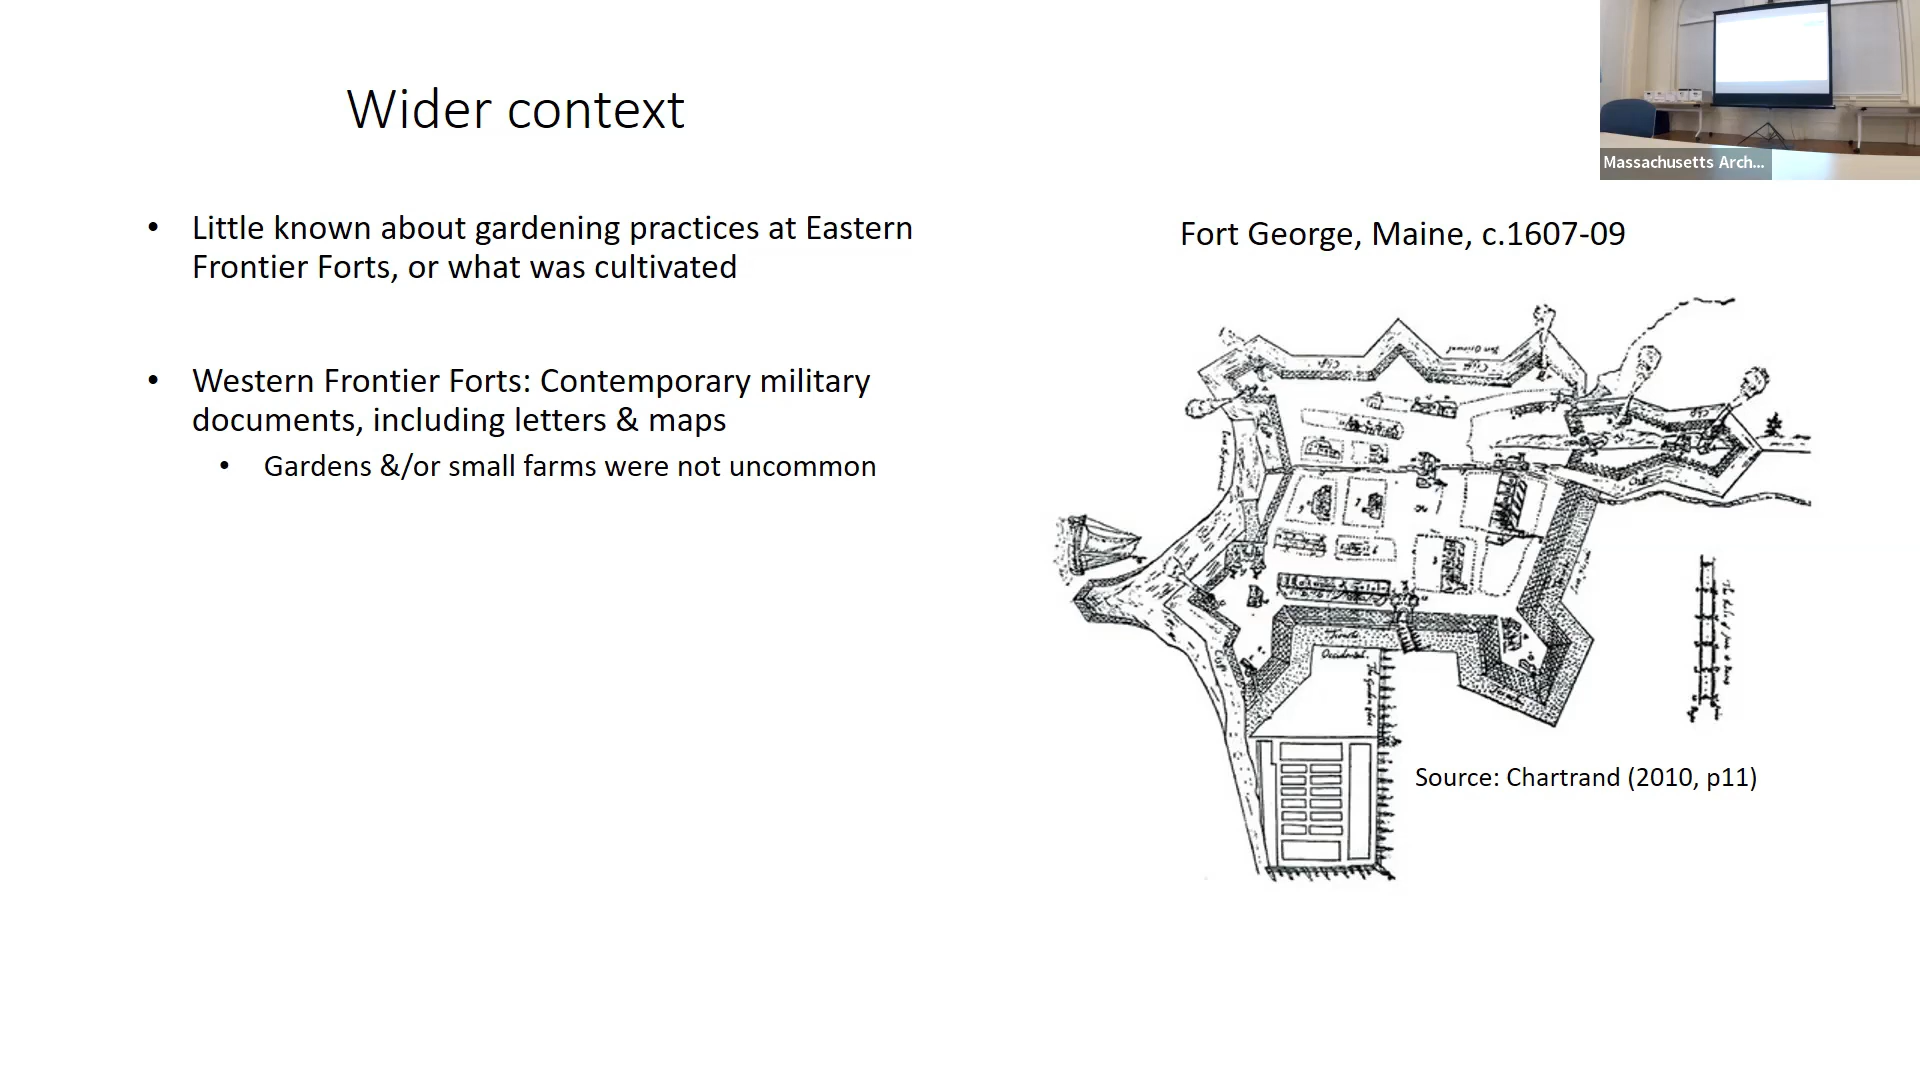 Wider context
• Little known about gardening practices at Eastern
Frontier Forts, or what was cultivated
• Western Frontier Forts: Contemporary military
documents, including letters & maps
• Gardens &/or small farms were not uncommon
Massachusetts Arch...
Fort George, Maine, c.1607-09
Occidental.
Source: Chartrand (2010, p11)